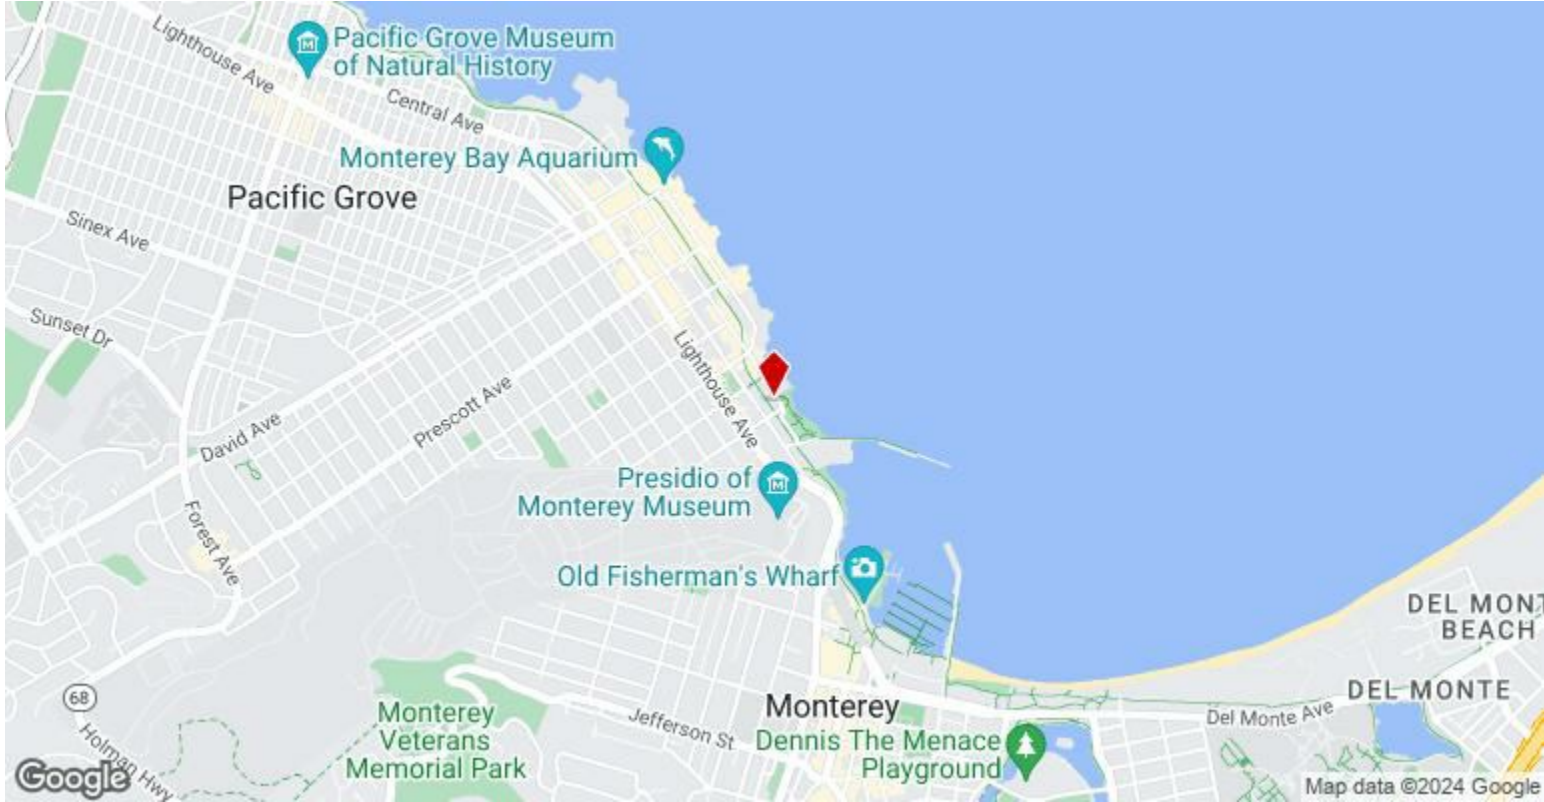 Lighthouse Ave
Pacific Grove Museum
of Natural History
Central Ave
Monterey Bay Aquarium
Pacific Grove
Sinex Ave
Sunset Dr
Lighthouse Ave
David Ave
Prescott Ave
Presidio of
Monterey Museum
Forest Ave
Old Fisherman's Wharf
DEL MONT
BEACH
68
DEL MONTE
Monterey
Del Monte Ave
Jefferson St
Monterey
Veterans
Memorial Park
Dennis The Menace
Playground
Holman Hwy
Google
Map data ©2024 Google